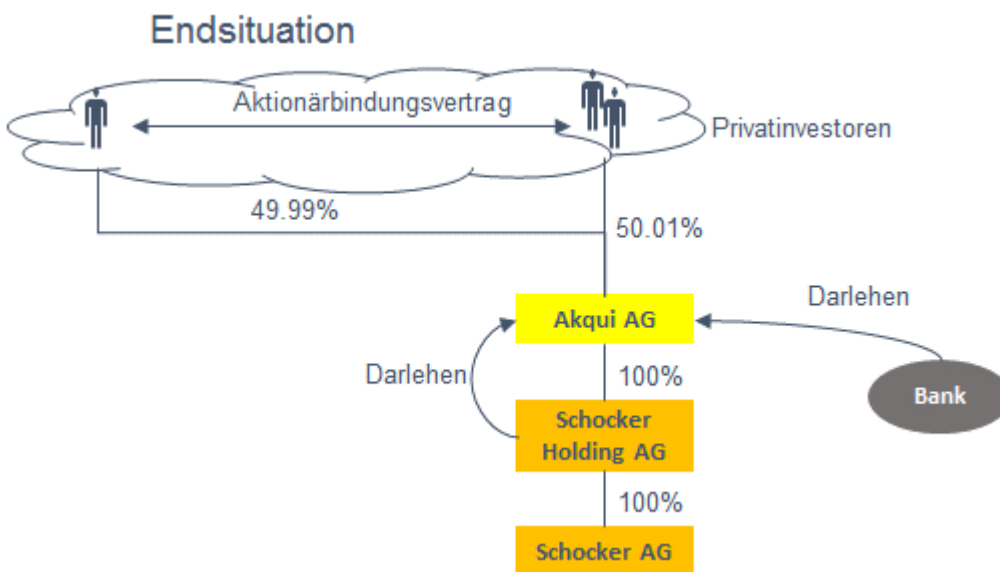 Endsituation
Aktionärbindungsvertrag
Privatinvestoren
49.99%
50.01%
Darlehen
Akqui AG
Darlehen
100%
Bank
Schocker
Holding AG
100%
Schocker AG